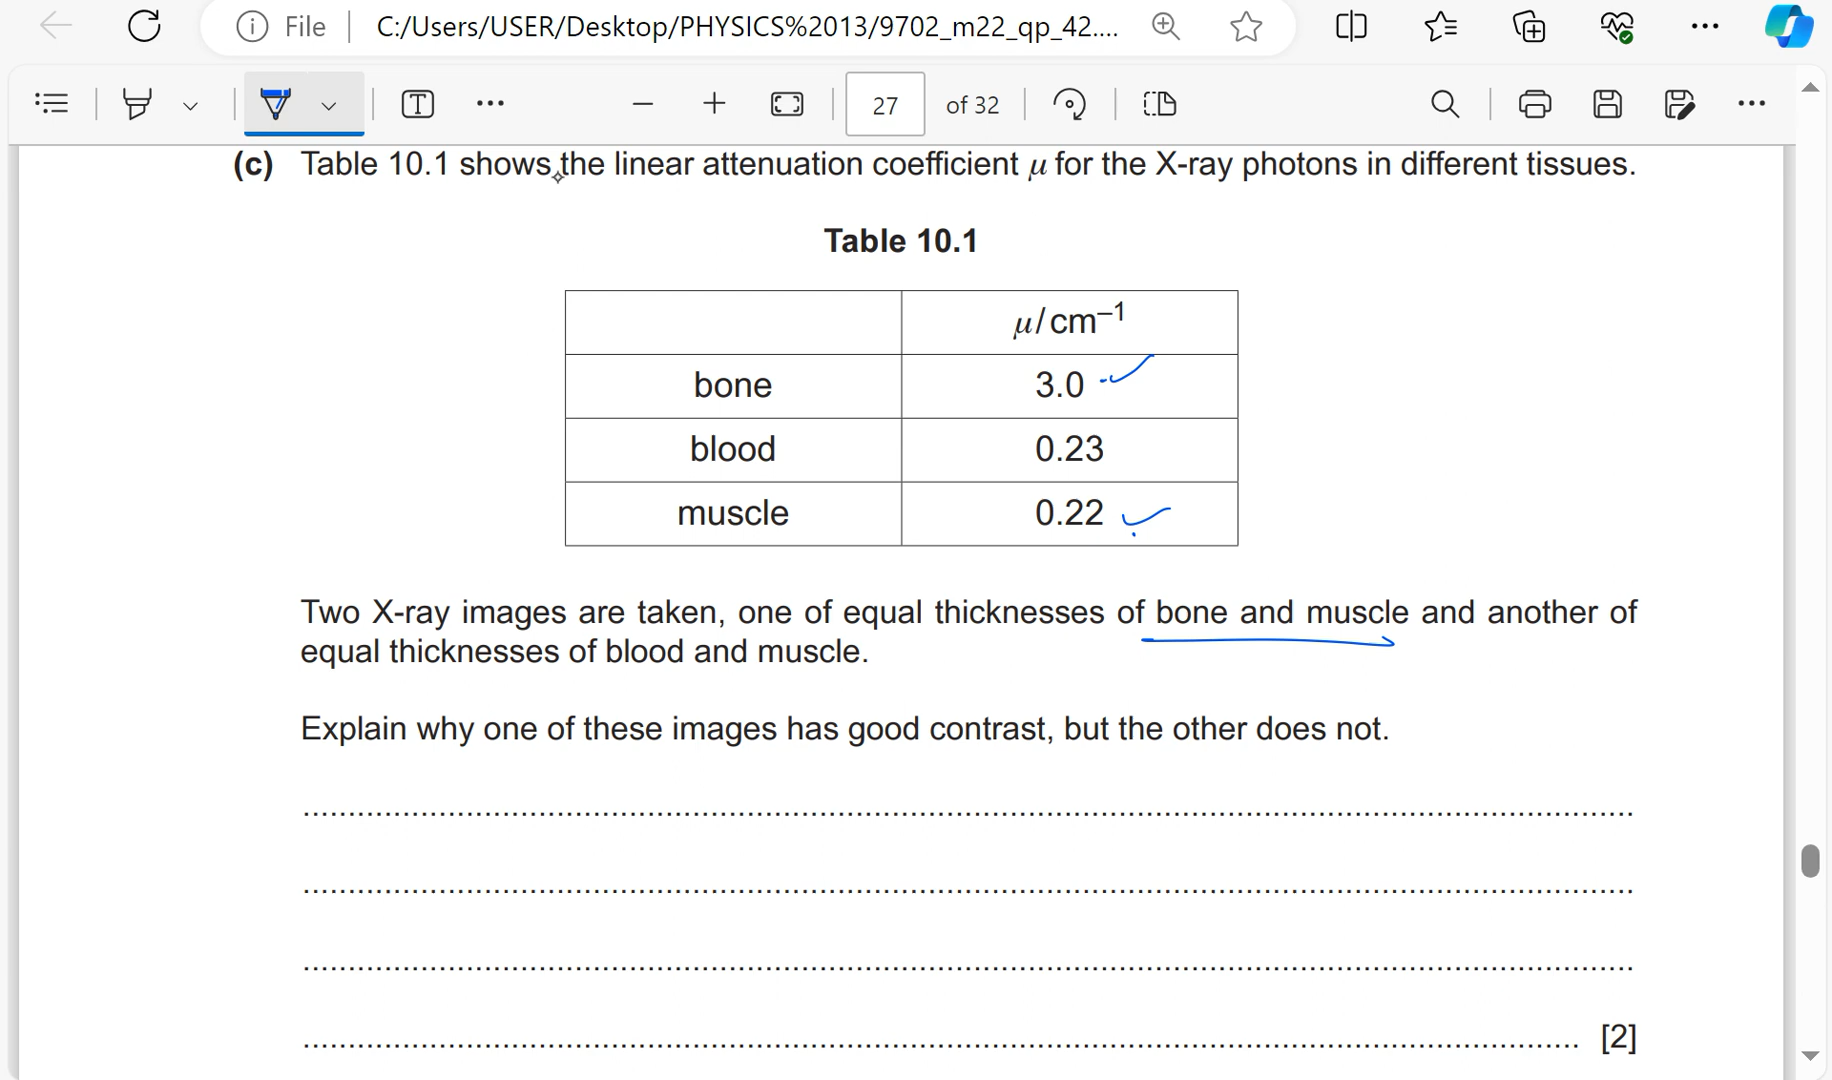 File
C:/Users/USER/Desktop/PHYSICS%2013/9702_m22_qp_42....
27 of 32
(c) Table 10.1 shows the linear attenuation coefficient μ for the X-ray photons in different tissues.
Table 10.1
μ/cm⁻¹
bone 3.0
blood 0.23
muscle 0.22
Two X-ray images are taken, one of equal thicknesses of bone and muscle and another of
equal thicknesses of blood and muscle.
Explain why one of these images has good contrast, but the other does not.
[2]